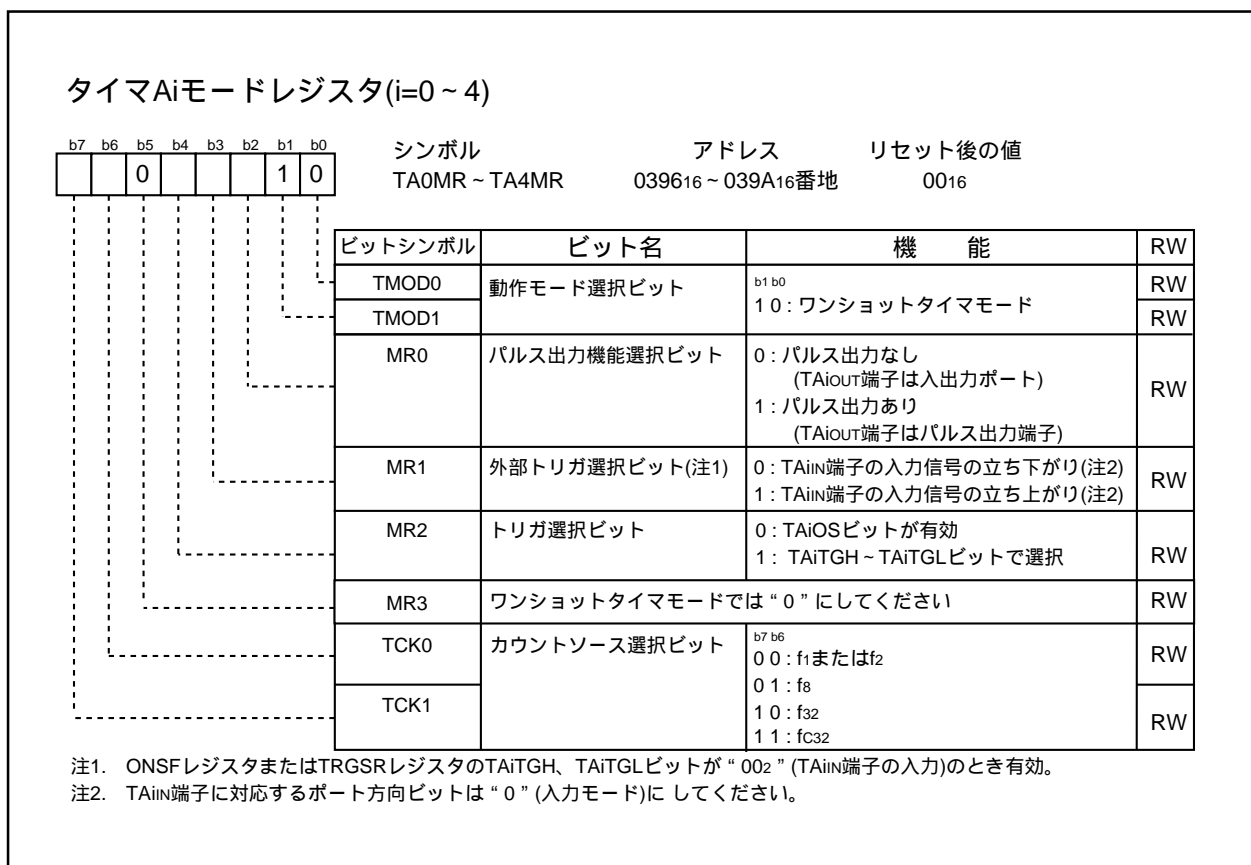 タイマAiモードレジスタ(i=0~4)
b7 b6 b5 b4 b3 b2 b1 b0
0 1 0
シンボル アドレス リセット後の値
TA0MR~TA4MR 039616~039A16番地 0016
ビットシンボル ビット名 機 能 RW
TMOD0 動作モード選択ビット b1 b0 RW
1 0 : ワンショットタイマモード
TMOD1 RW
MR0 パルス出力機能選択ビット 0 : パルス出力なし
(TAiOUT端子は入出力ポート)
RW
1 : パルス出力あり
(TAiOUT端子はパルス出力端子)
MR1 外部トリガ選択ビット(注1) 0 : TAiIN端子の入力信号の立ち下がり(注2)
1 : TAiIN端子の入力信号の立ち上がり(注2) RW
MR2 トリガ選択ビット 0 : TAiOSビットが有効
1 : TAiTGH~TAiTGLビットで選択 RW
MR3 ワンショットタイマモードでは“0”にしてください RW
TCK0 カウントソース選択ビット b7 b6
0 0 : f1またはf2 RW
0 1 : f8
TCK1 1 0 : f32
1 1 : fC32 RW
注1. ONSFレジスタまたはTRGSRレジスタのTAiTGH、TAiTGLビットが“002”(TAiIN端子の入力)のとき有効。
注2. TAiIN端子に対応するポート方向ビットは“0”(入力モード)に してください。